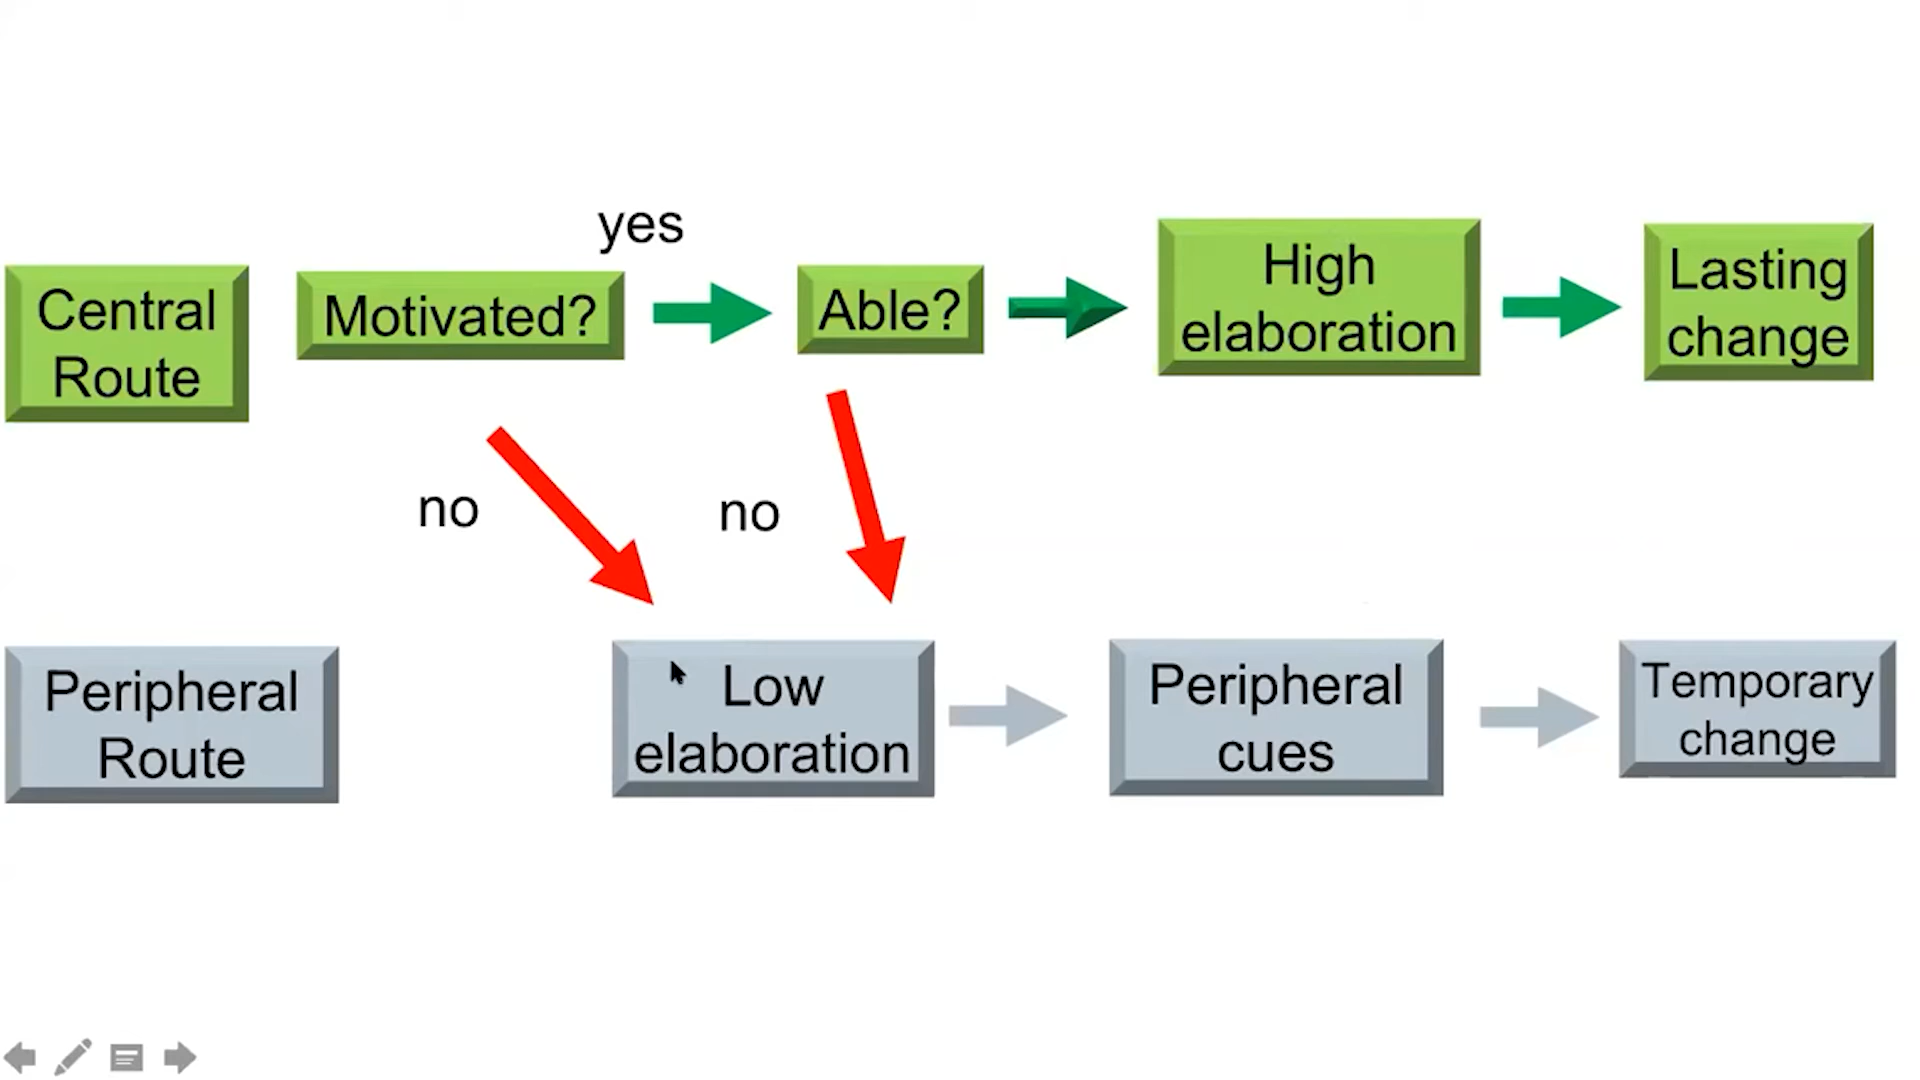 yes
Central
Route
Motivated?
Able?
High
elaboration
Lasting
change
no
no
Peripheral
Route
Low
elaboration
Peripheral
cues
Temporary
change